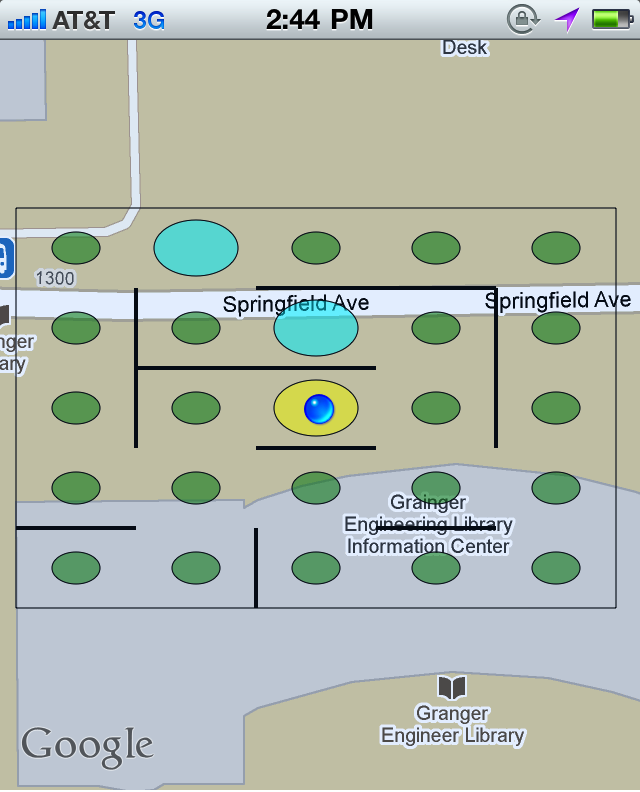 AT&T 3G 2:44 PM
Desk
1300
Springfield Ave
Springfield Ave
nger
ary
Grainger
Engineering Library
Information Center
Granger
Engineer Library
Google